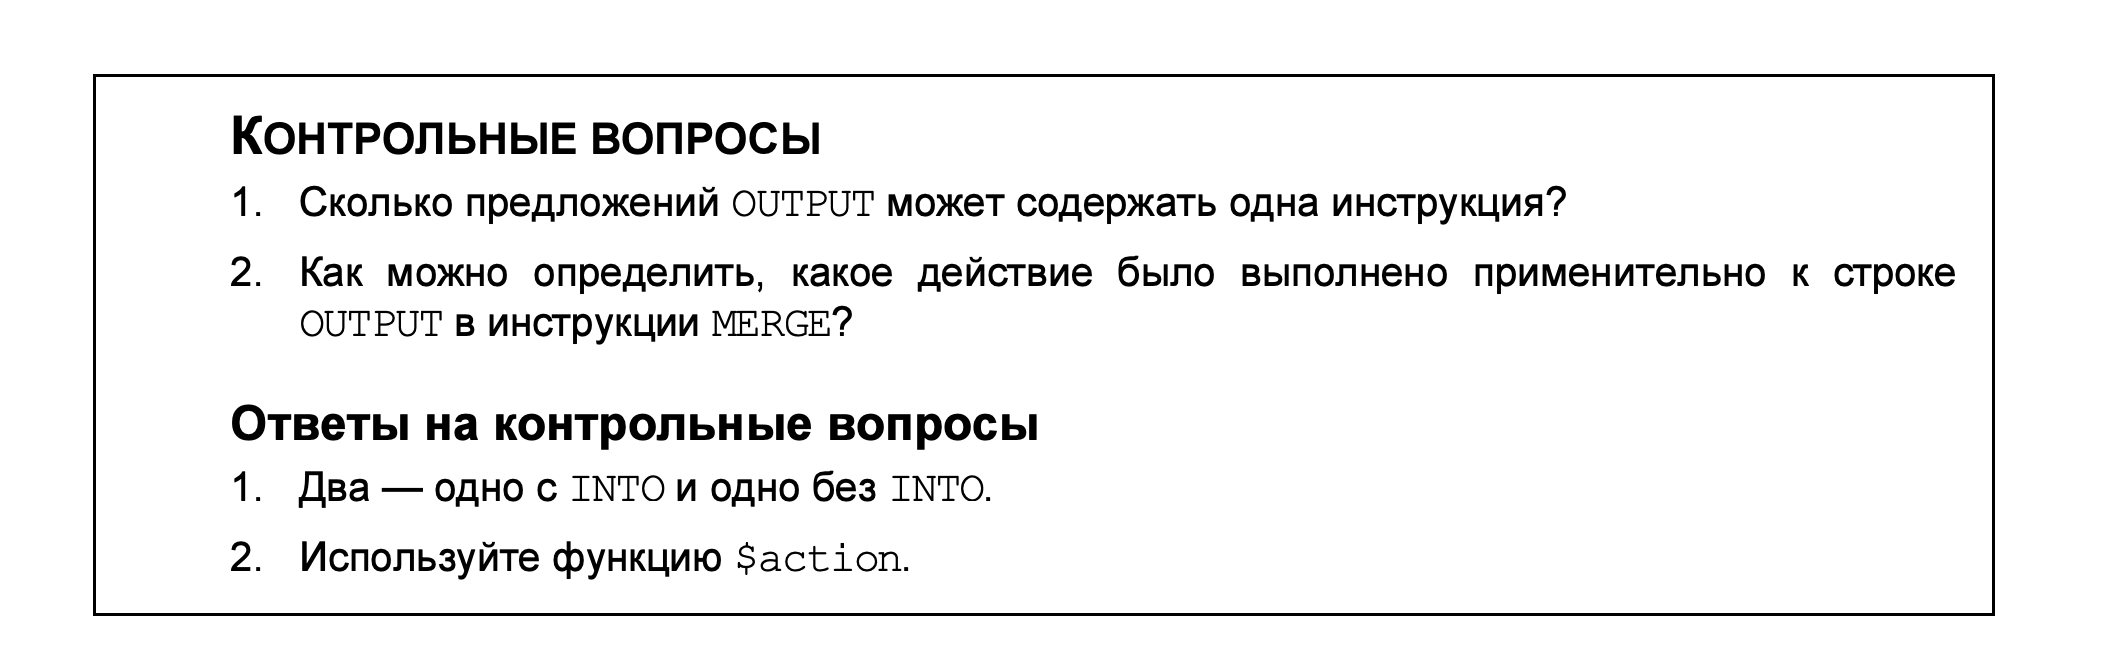 КОНТРОЛЬНЫЕ ВОПРОСЫ
1. Сколько предложений OUTPUT может содержать одна инструкция?
2. Как можно определить, какое действие было выполнено применительно к строке
OUTPUT в инструкции MERGE?
Ответы на контрольные вопросы
1. Два — одно с INTO и одно без INTO.
2. Используйте функцию $action.